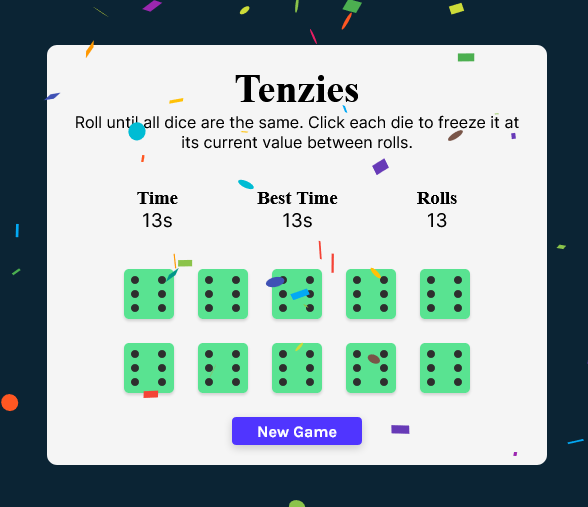 Tenzies
Roll until all dice are the same. Click each die to freeze it at
its current value between rolls.
Time Best Time Rolls
13s 13s 13
New Game